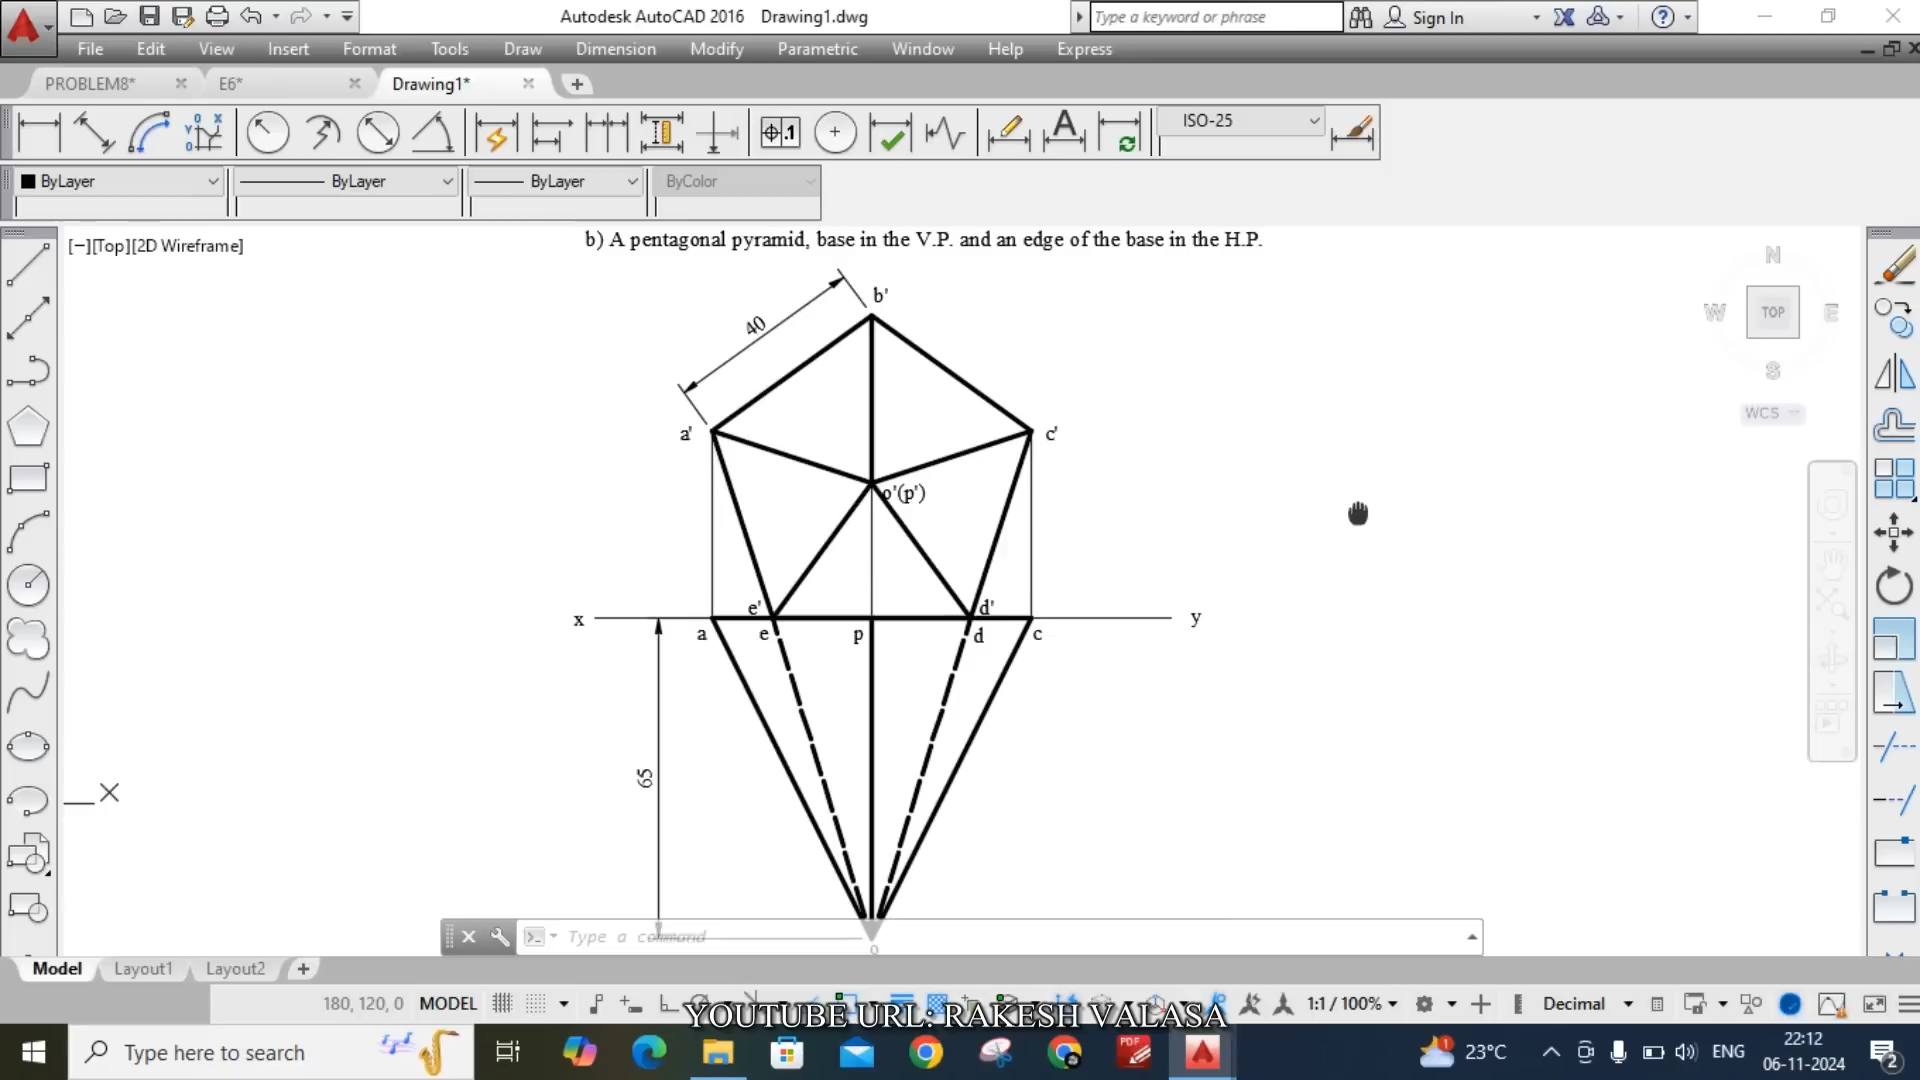 Autodesk AutoCAD 2016 Drawing1.dwg
Type a keyword or phrase
Sign In
File Edit View Insert Format Tools Draw Dimension Modify Parametric Window Help Express
PROBLEM8* E6* Drawing1*
.1
ISO-25
ByLayer ByLayer ByLayer ByColor
[−][Top][2D Wireframe]
b) A pentagonal pyramid, base in the V.P. and an edge of the base in the H.P.
N
W TOP E
S
WCS
b'
40
a' c'
o'(p')
e' d'
x y
a e p d c
65
o
Type a command
Model Layout1 Layout2
180, 120, 0 MODEL 1:1 / 100% Decimal
YOUTUBE URL: RAKESH VALASA
Type here to search
PDF
1
23°C
ENG
22:12
06-11-2024
2